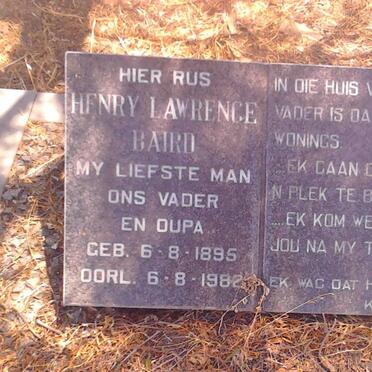 HIER RUS
HENRY LAWRENCE
BAIRD
MY LIEFSTE MAN
ONS VADER
EN OUPA
GEB. 6-8-1895
OORL. 6-8-1982
IN DIE HUIS V
VADER IS DA
WONINGS.
...EK GAAN
N PLEK TE B
....EK KOM WE
JOU NA MY T
EK WAG DAT H
K